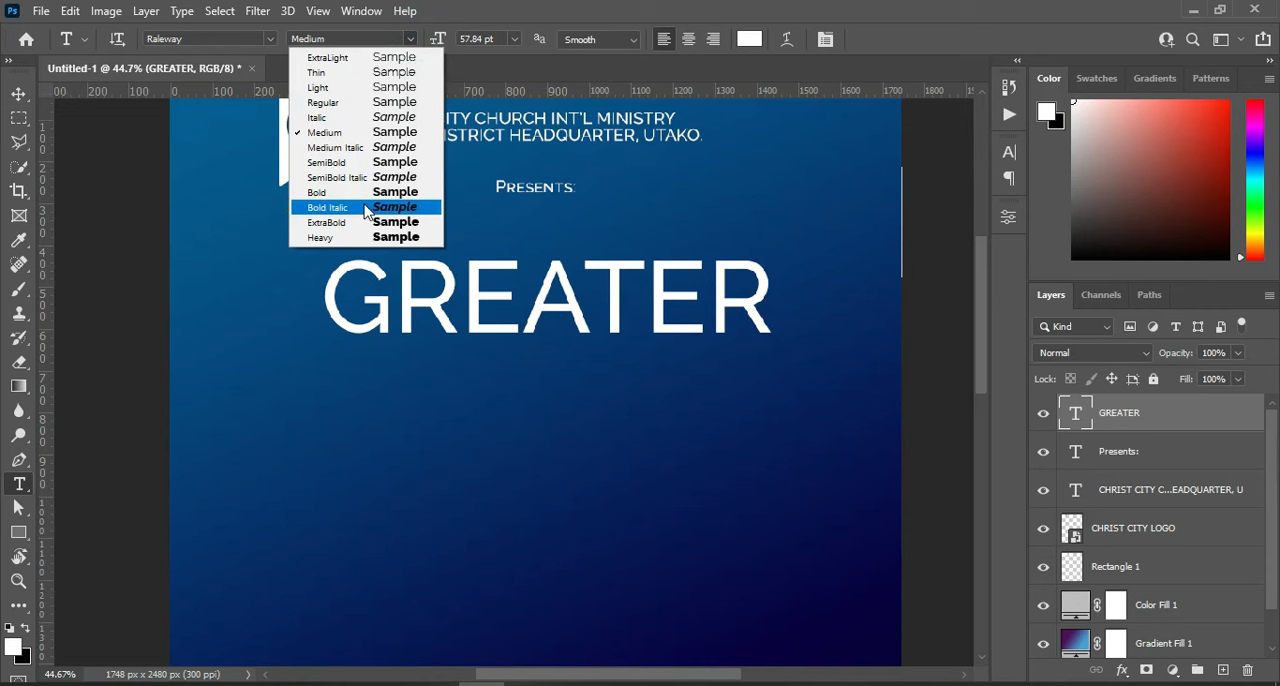 Ps File Edit Image Layer Type Select Filter 3D View Window Help
T Raleway Medium 57.84 pt aa Smooth
Untitled-1 @ 44.7% (GREATER, RGB/8) *
ExtraLight Sample
Thin Sample
Light Sample
Regular Sample
Italic Sample
Medium Sample
Medium Italic Sample
SemiBold Sample
SemiBold Italic Sample
Bold Sample
Bold Italic Sample
ExtraBold Sample
Heavy Sample
ITY CHURCH INT'L MINISTRY
ISTRICT HEADQUARTER, UTAKO.
PRESENTS:
GREATER
Color Swatches Gradients Patterns
Layers Channels Paths
Kind
Normal Opacity: 100%
Lock: Fill: 100%
T GREATER
T Presents:
T CHRIST CITY C...EADQUARTER, U
CHRIST CITY LOGO
Rectangle 1
Color Fill 1
Gradient Fill 1
44.67% 1748 px x 2480 px (300 ppi)